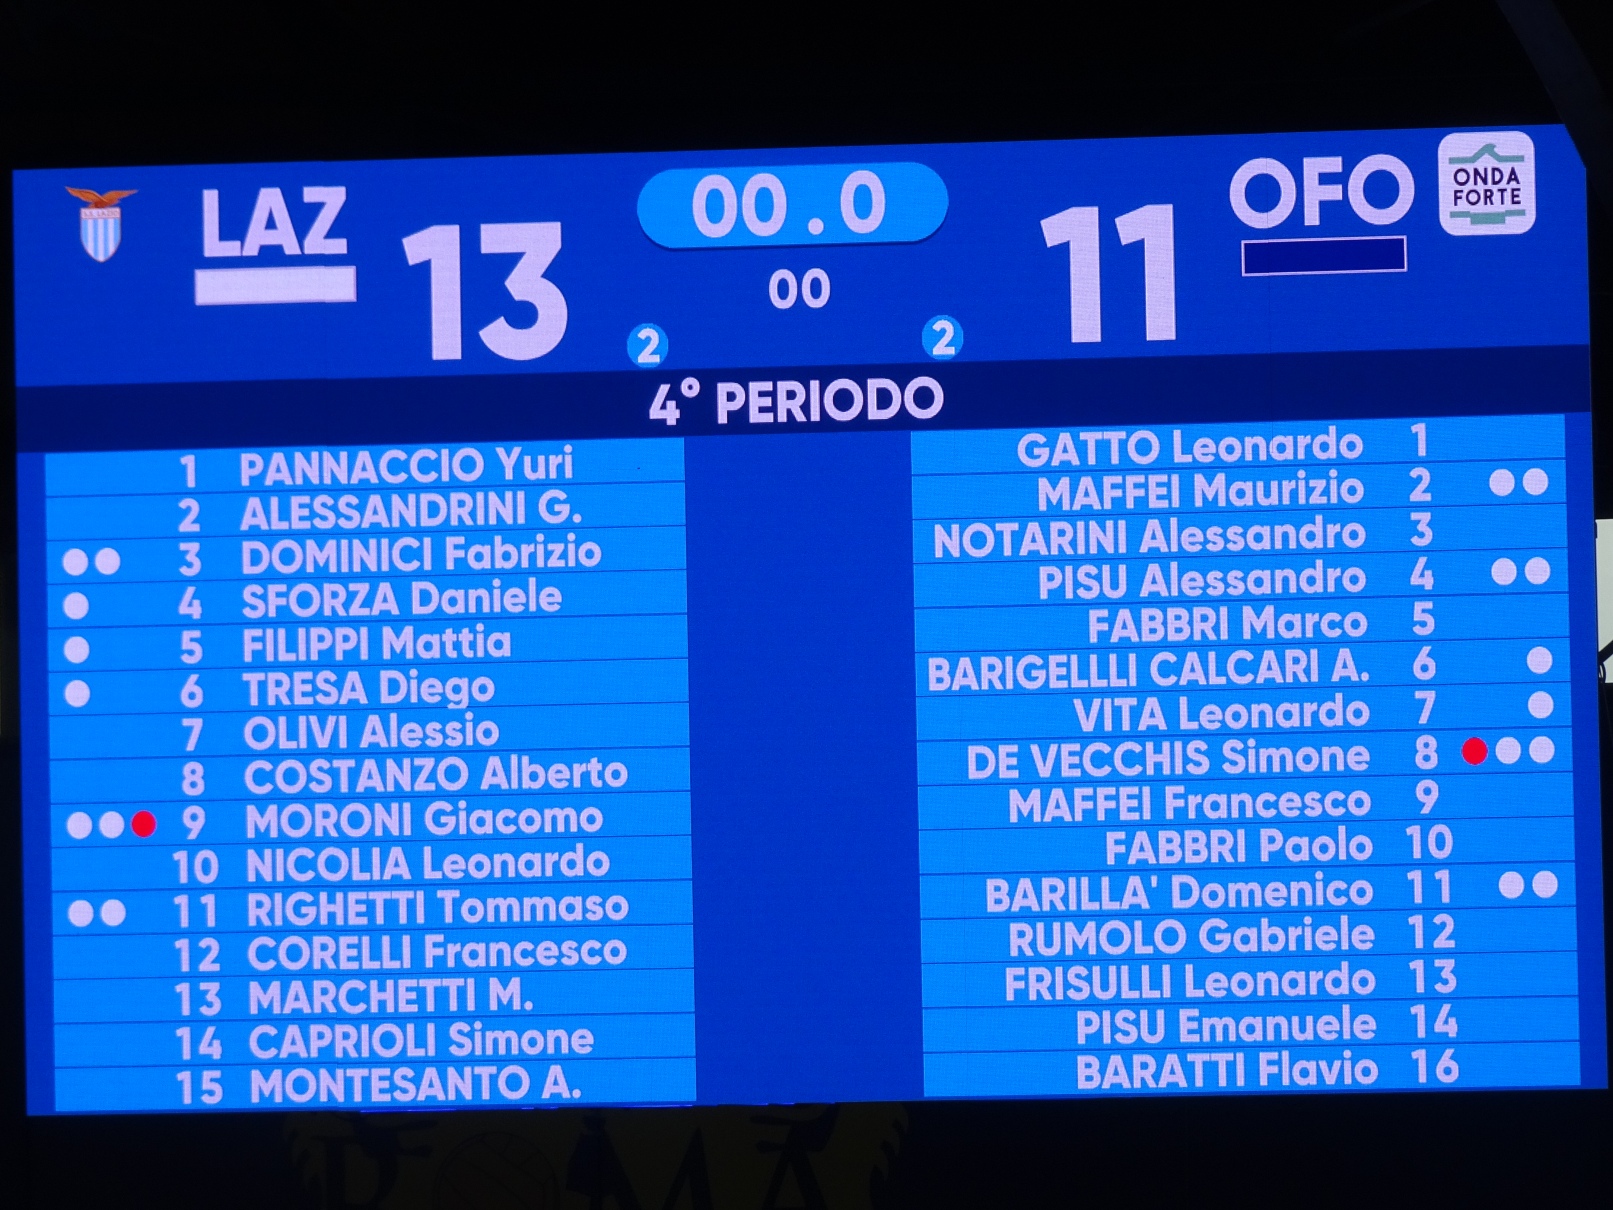 LAZ
S.S. LAZIO
13
00.0
00
2
2
11
OFO
ONDA
FORTE
4° PERIODO
1 PANNACCIO Yuri
2 ALESSANDRINI G.
3 DOMINICI Fabrizio
4 SFORZA Daniele
5 FILIPPI Mattia
6 TRESA Diego
7 OLIVI Alessio
8 COSTANZO Alberto
9 MORONI Giacomo
10 NICOLIA Leonardo
11 RIGHETTI Tommaso
12 CORELLI Francesco
13 MARCHETTI M.
14 CAPRIOLI Simone
15 MONTESANTO A.
GATTO Leonardo 1
MAFFEI Maurizio 2
NOTARINI Alessandro 3
PISU Alessandro 4
FABBRI Marco 5
BARIGELLLI CALCARI A. 6
VITA Leonardo 7
DE VECCHIS Simone 8
MAFFEI Francesco 9
FABBRI Paolo 10
BARILLA' Domenico 11
RUMOLO Gabriele 12
FRISULLI Leonardo 13
PISU Emanuele 14
BARATTI Flavio 16
ROMA